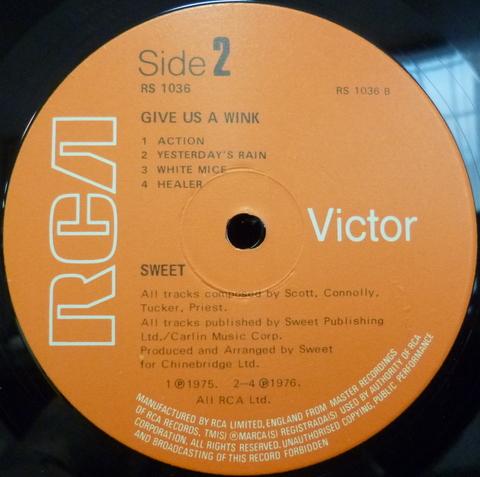 Side 2
RS 1036
RS 1036 B
GIVE US A WINK
1 ACTION
2 YESTERDAY'S RAIN
3 WHITE MICE
4 HEALER
RCA
Victor
SWEET
All tracks composed by Scott, Connolly,
Tucker, Priest.
All tracks published by Sweet Publishing
Ltd./Carlin Music Corp.
Produced and Arranged by Sweet
for Chinebridge Ltd.
1 ℗ 1975. 2—4 ℗ 1976.
All RCA Ltd.
MANUFACTURED BY RCA LIMITED, ENGLAND FROM MASTER RECORDINGS
OF RCA RECORDS, TM(S) ® MARCA(S) REGISTRADA(S) USED BY AUTHORITY OF RCA
CORPORATION. ALL RIGHTS RESERVED. UNAUTHORISED COPYING, PUBLIC PERFORMANCE
AND BROADCASTING OF THIS RECORD FORBIDDEN